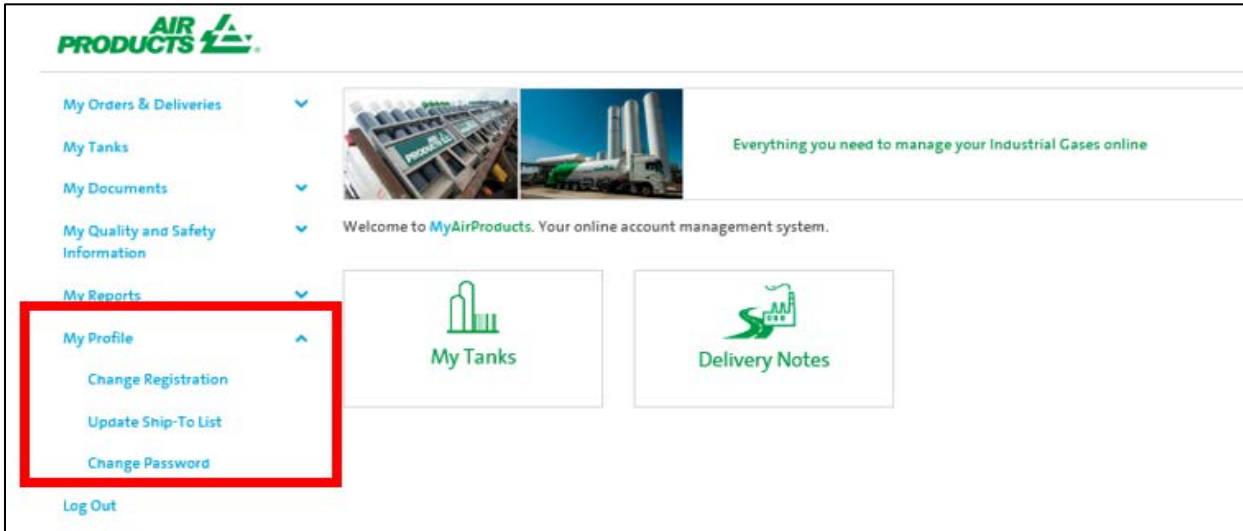 AIR
PRODUCTS
My Orders & Deliveries
My Tanks
My Documents
My Quality and Safety
Information
My Reports
My Profile
Change Registration
Update Ship-To List
Change Password
Log Out
AIR
PRODUCTS
Everything you need to manage your Industrial Gases online
Welcome to MyAirProducts. Your online account management system.
My Tanks
Delivery Notes